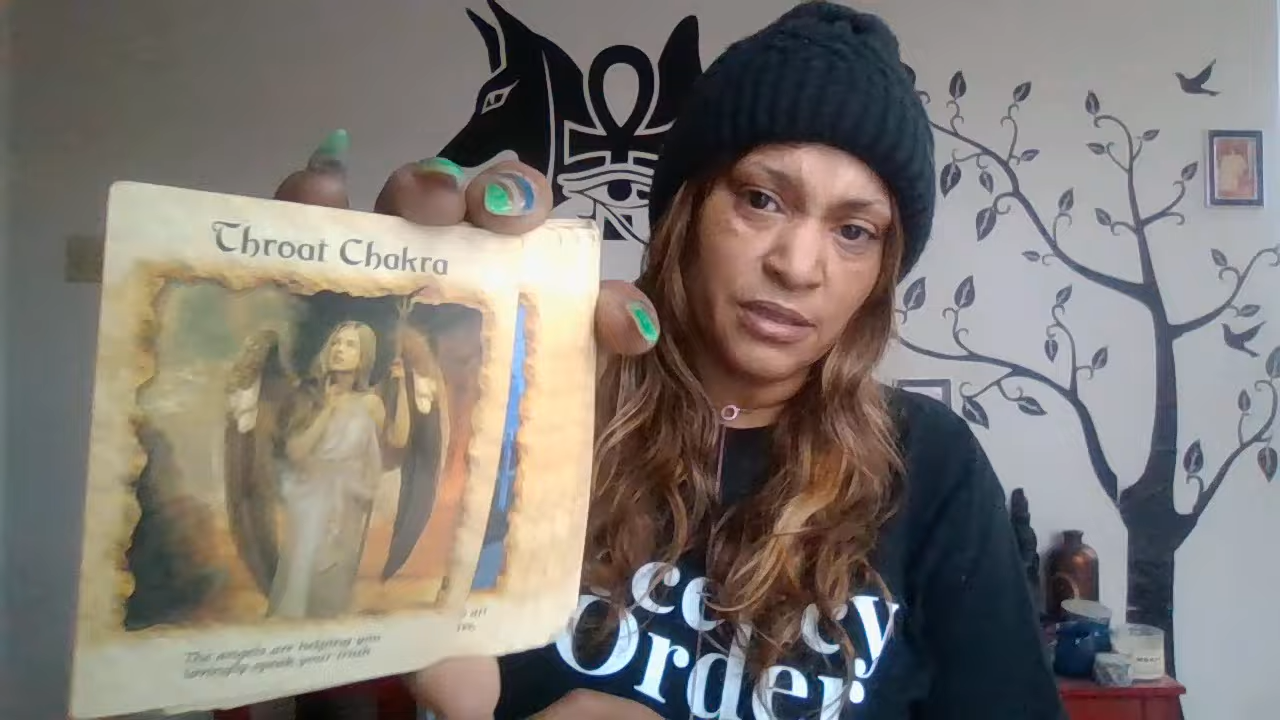 Throat Chakra
The angels are helping you
lovingly speak your truth
Order